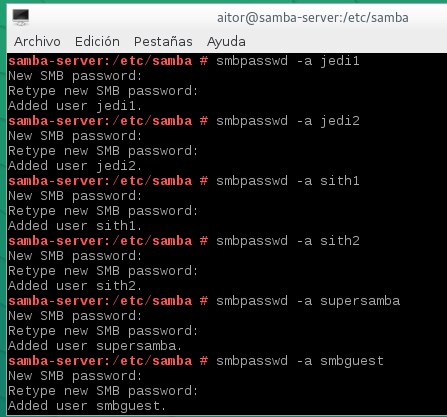 aitor@samba-server:/etc/samba
Archivo Edición Pestañas Ayuda
samba-server:/etc/samba # smbpasswd -a jedi1
New SMB password:
Retype new SMB password:
Added user jedi1.
samba-server:/etc/samba # smbpasswd -a jedi2
New SMB password:
Retype new SMB password:
Added user jedi2.
samba-server:/etc/samba # smbpasswd -a sith1
New SMB password:
Retype new SMB password:
Added user sith1.
samba-server:/etc/samba # smbpasswd -a sith2
New SMB password:
Retype new SMB password:
Added user sith2.
samba-server:/etc/samba # smbpasswd -a supersamba
New SMB password:
Retype new SMB password:
Added user supersamba.
samba-server:/etc/samba # smbpasswd -a smbguest
New SMB password:
Retype new SMB password:
Added user smbguest.